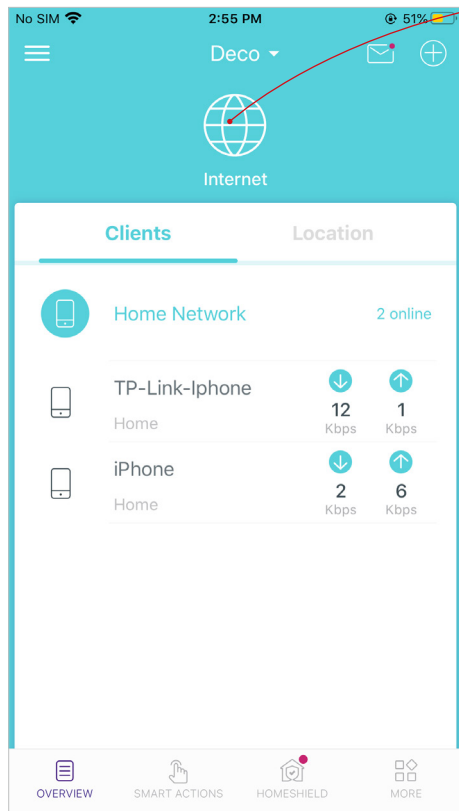 No SIM 2:55 PM 51%
Deco
Internet
Clients Location
Home Network 2 online
TP-Link-Iphone
Home
12 1
Kbps Kbps
iPhone
Home
2 6
Kbps Kbps
OVERVIEW SMART ACTIONS HOMESHIELD MORE